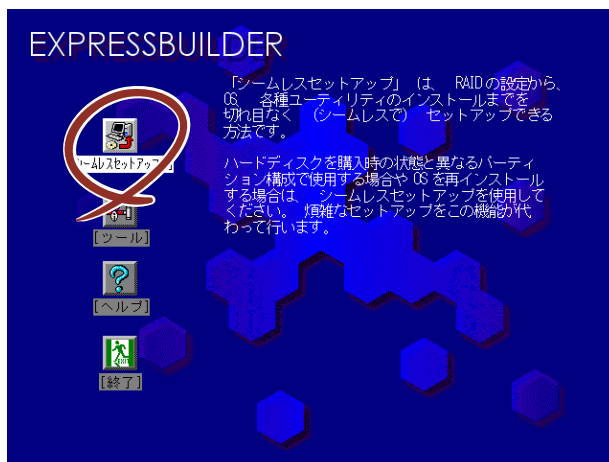 EXPRESSBUILDER
「シームレスセットアップ」 は、 RAIDの設定から、
OS、 各種ユーティリティのインストールまでを
切れ目なく (シームレスで) セットアップできる
方法です。
ハードディスクを購入時の状態と異なるパーティ
ション構成で使用する場合や OSを再インストール
する場合は、 シームレスセットアップを使用して
ください。 煩雑なセットアップをこの機能が代
わって行います。
シームレスセットアップ]
[ツール]
[ヘルプ]
EXIT
[終了]